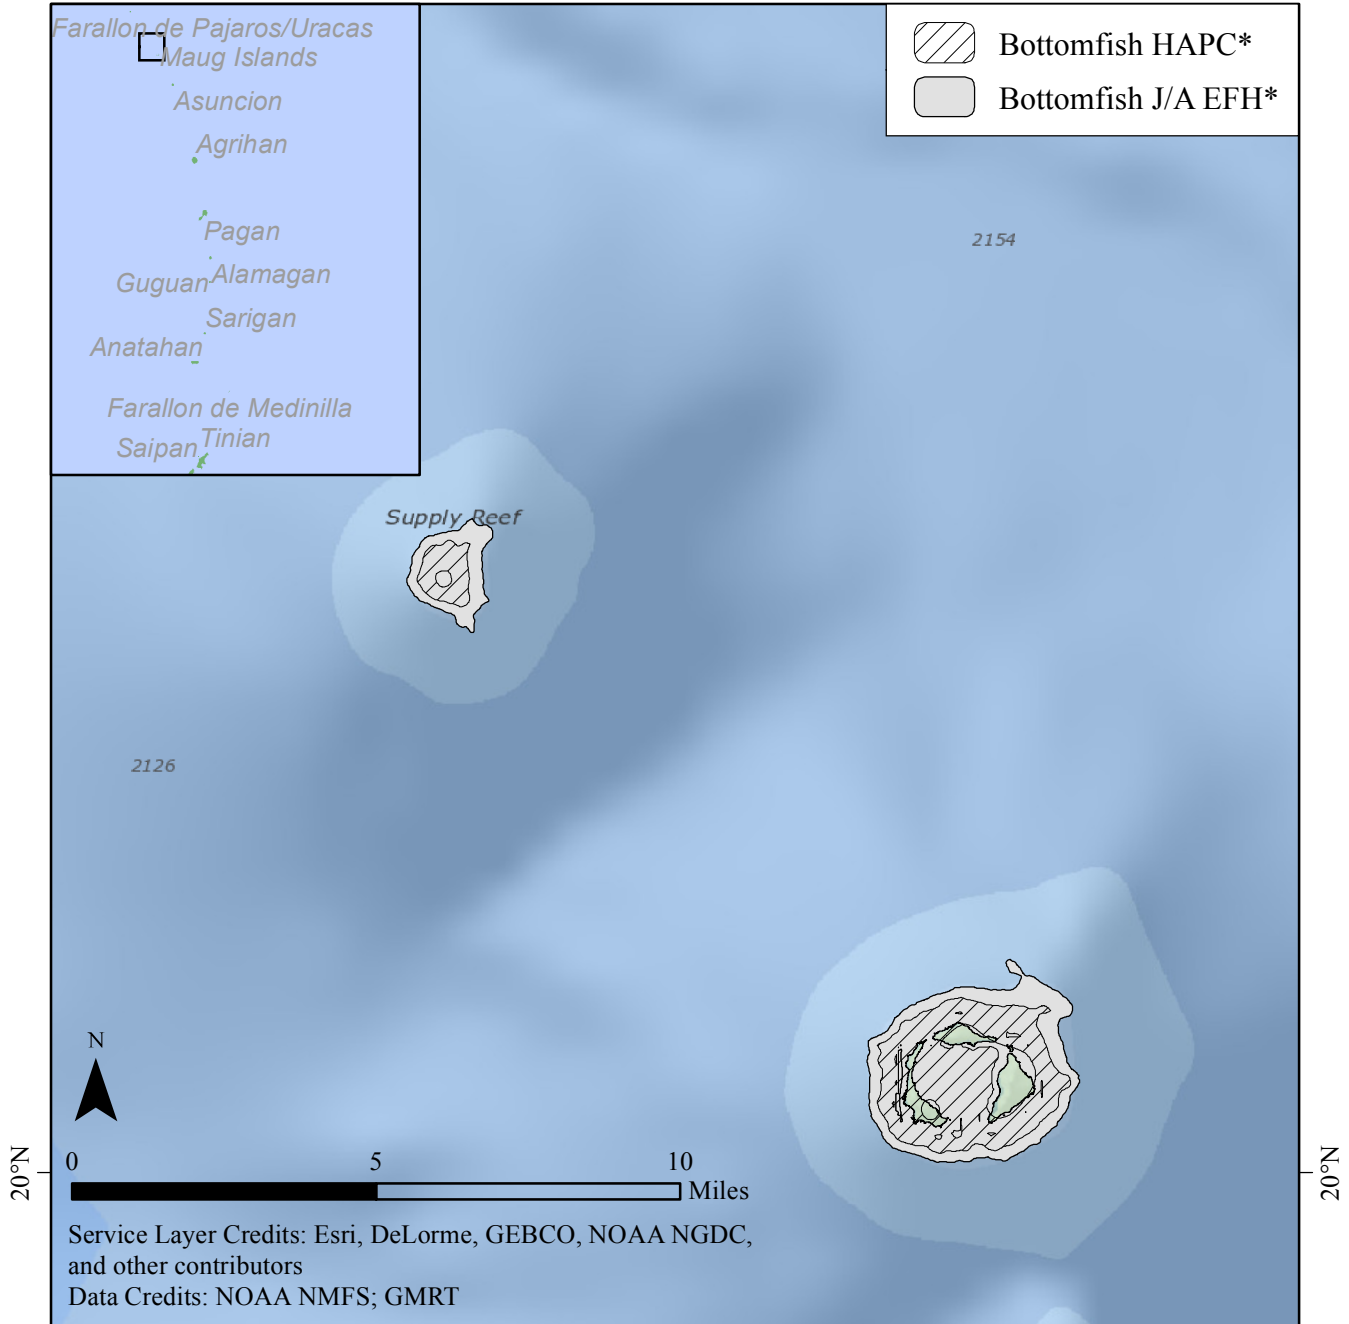 Farallon de Pajaros/Uracas
Maug Islands
Asuncion
Agrihan
Pagan
Alamagan
Guguan
Sarigan
Anatahan
Farallon de Medinilla
Tinian
Saipan
Bottomfish HAPC*
Bottomfish J/A EFH*
2154
Supply Reef
2126
N
0 5 10
Miles
20°N
20°N
Service Layer Credits: Esri, DeLorme, GEBCO, NOAA NGDC,
and other contributors
Data Credits: NOAA NMFS; GMRT